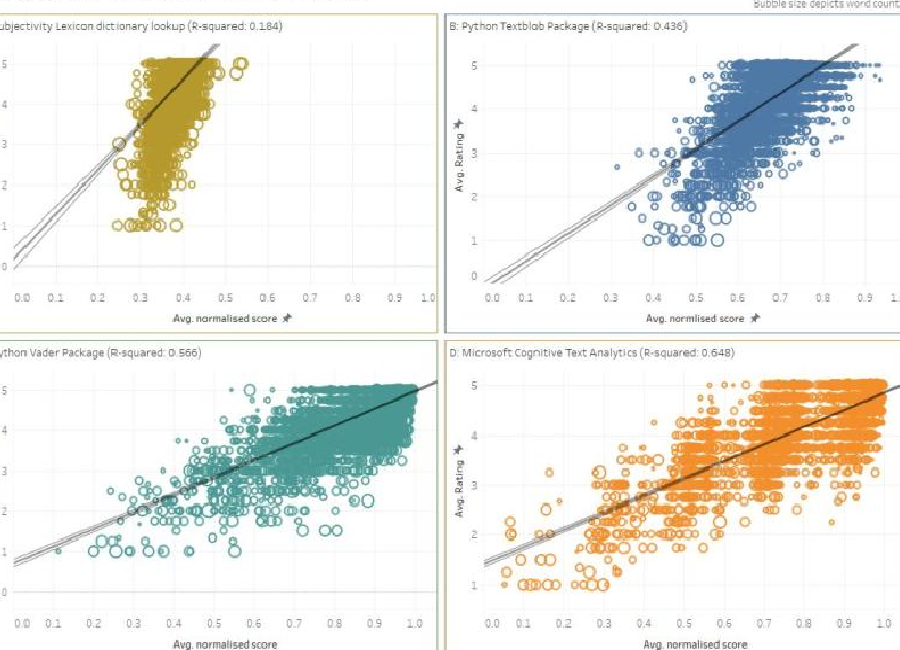 Bubble size depicts word count
ubjectivity Lexicon dictionary lookup (R-squared: 0.184)
5
4
3
2
1
0
0.0 0.1 0.2 0.3 0.4 0.5 0.6 0.7 0.8 0.9 1.0
Avg. normalised score
B: Python Textblob Package (R-squared: 0.436)
Avg. Rating
5
4
3
2
1
0
0.0 0.1 0.2 0.3 0.4 0.5 0.6 0.7 0.8 0.9 1.
Avg. normalised score
ython Vader Package (R-squared: 0.566)
5
4
3
2
1
0
0.0 0.1 0.2 0.3 0.4 0.5 0.6 0.7 0.8 0.9 1.0
Avg. normalised score
D: Microsoft Cognitive Text Analytics (R-squared: 0.648)
Avg. Rating
5
4
3
2
1
0.0 0.1 0.2 0.3 0.4 0.5 0.6 0.7 0.8 0.9 1.0
Avg. normalised score